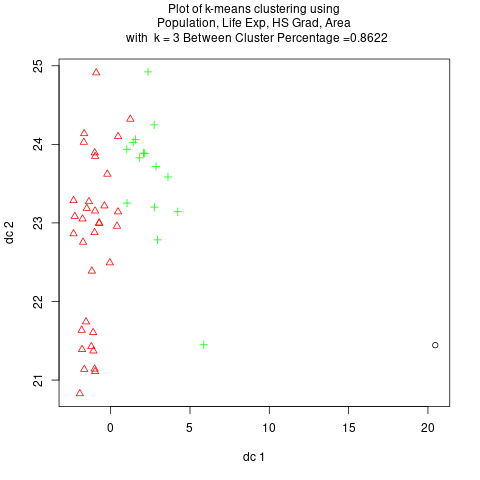 Plot of k-means clustering using
Population, Life Exp, HS Grad, Area
with k = 3 Between Cluster Percentage =0.8622
25
24
23
22
21
dc 2
0
5
10
15
20
dc 1